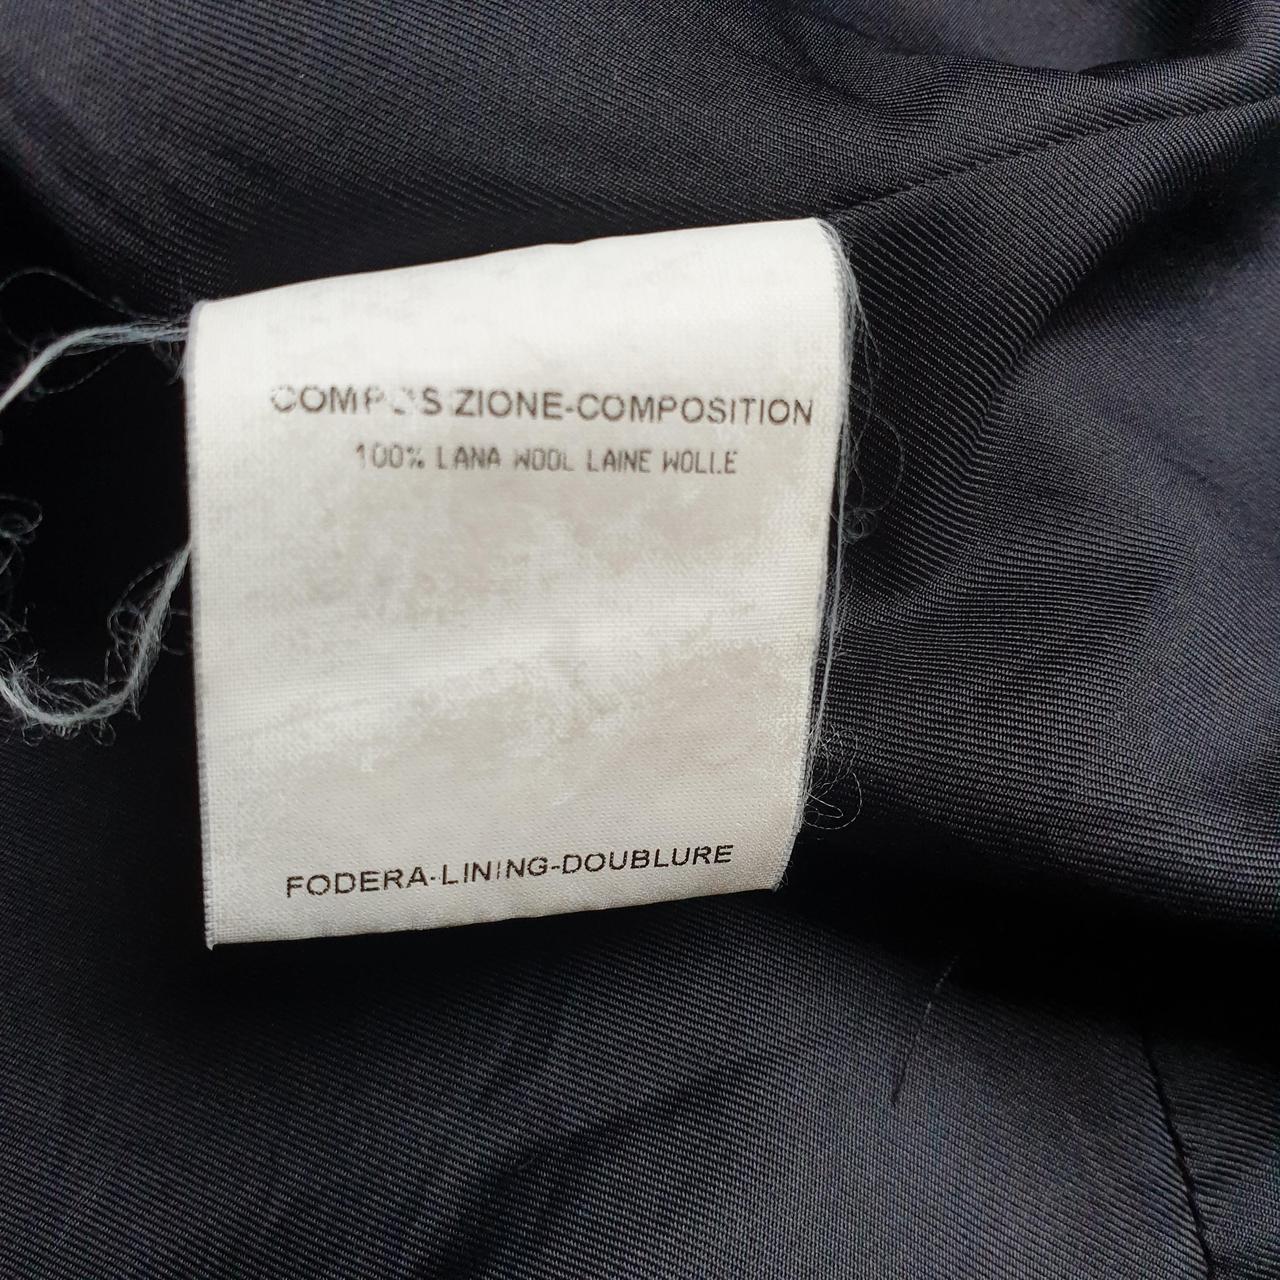 COMPOSIZIONE-COMPOSITION
100% LANA WOOL LAINE WOLLE
FODERA-LINING-DOUBLURE